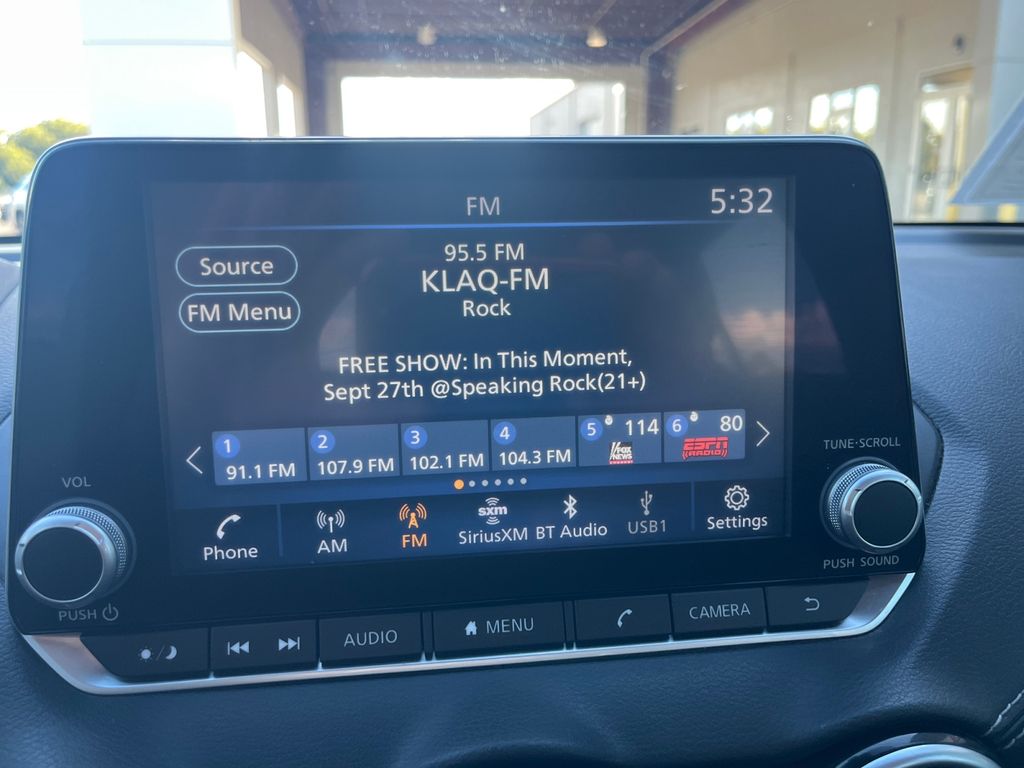 FM
5:32
Source
FM Menu
95.5 FM
KLAQ-FM
Rock
FREE SHOW: In This Moment,
Sept 27th @Speaking Rock(21+)
1
91.1 FM
2
107.9 FM
3
102.1 FM
4
104.3 FM
5
114
FOX
NEWS
6
80
ESPN
RADIO
Phone
AM
FM
sxm
SiriusXM
BT Audio
USB1
Settings
VOL
PUSH
TUNE·SCROLL
PUSH SOUND
AUDIO
MENU
CAMERA